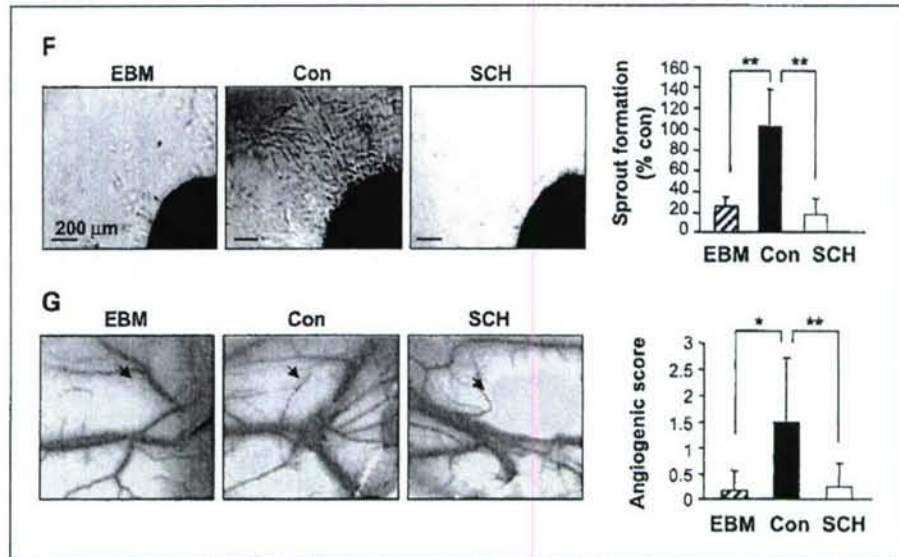 F
EBM Con SCH
200 µm
Sprout formation
(% con)
160
140
120
100
80
60
40
20
0
** **
EBM Con SCH
G
EBM Con SCH
Angiogenic score
3
2.5
2
1.5
1
0.5
0
* **
EBM Con SCH